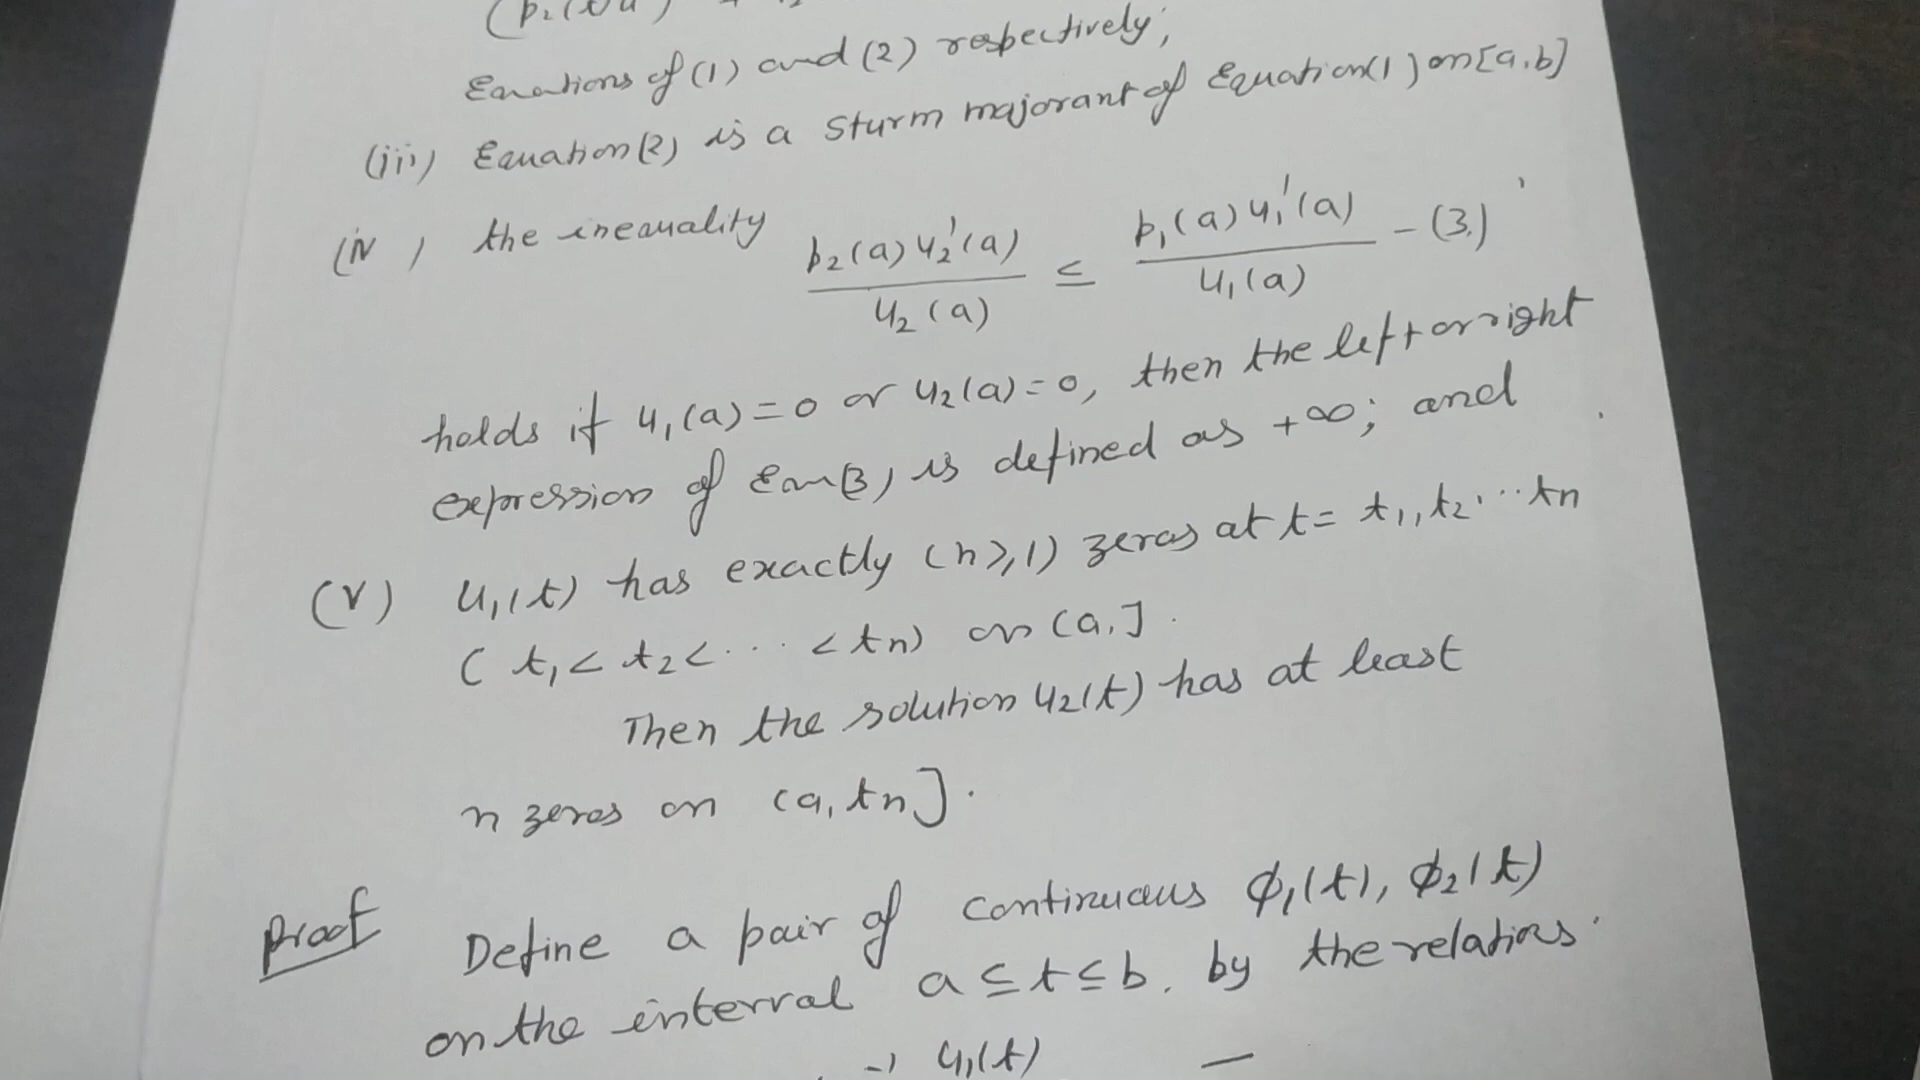 Equations of (1) and (2) respectively;
(iii) Equation(2) is a Sturm majorant of Equation(1) on [a,b]
(iv) the inequality p₂(a)u₂'(a)/u₂(a) ≤ p₁(a)u₁'(a)/u₁(a) - (3)
holds if u₁(a)=0 or u₂(a)=0, then the left or right
expression of Eqn(3) is defined as +∞; and
(v) u₁(t) has exactly (n≥1) zeros at t= t₁, t₂...tn
(t₁<t₂<...<tn) on (a,]
Then the solution u₂(t) has at least
n zeros on (a,tn].
Proof Define a pair of continuous φ₁(t), φ₂(t)
on the interval a≤t≤b. by the relations
u₁(t)